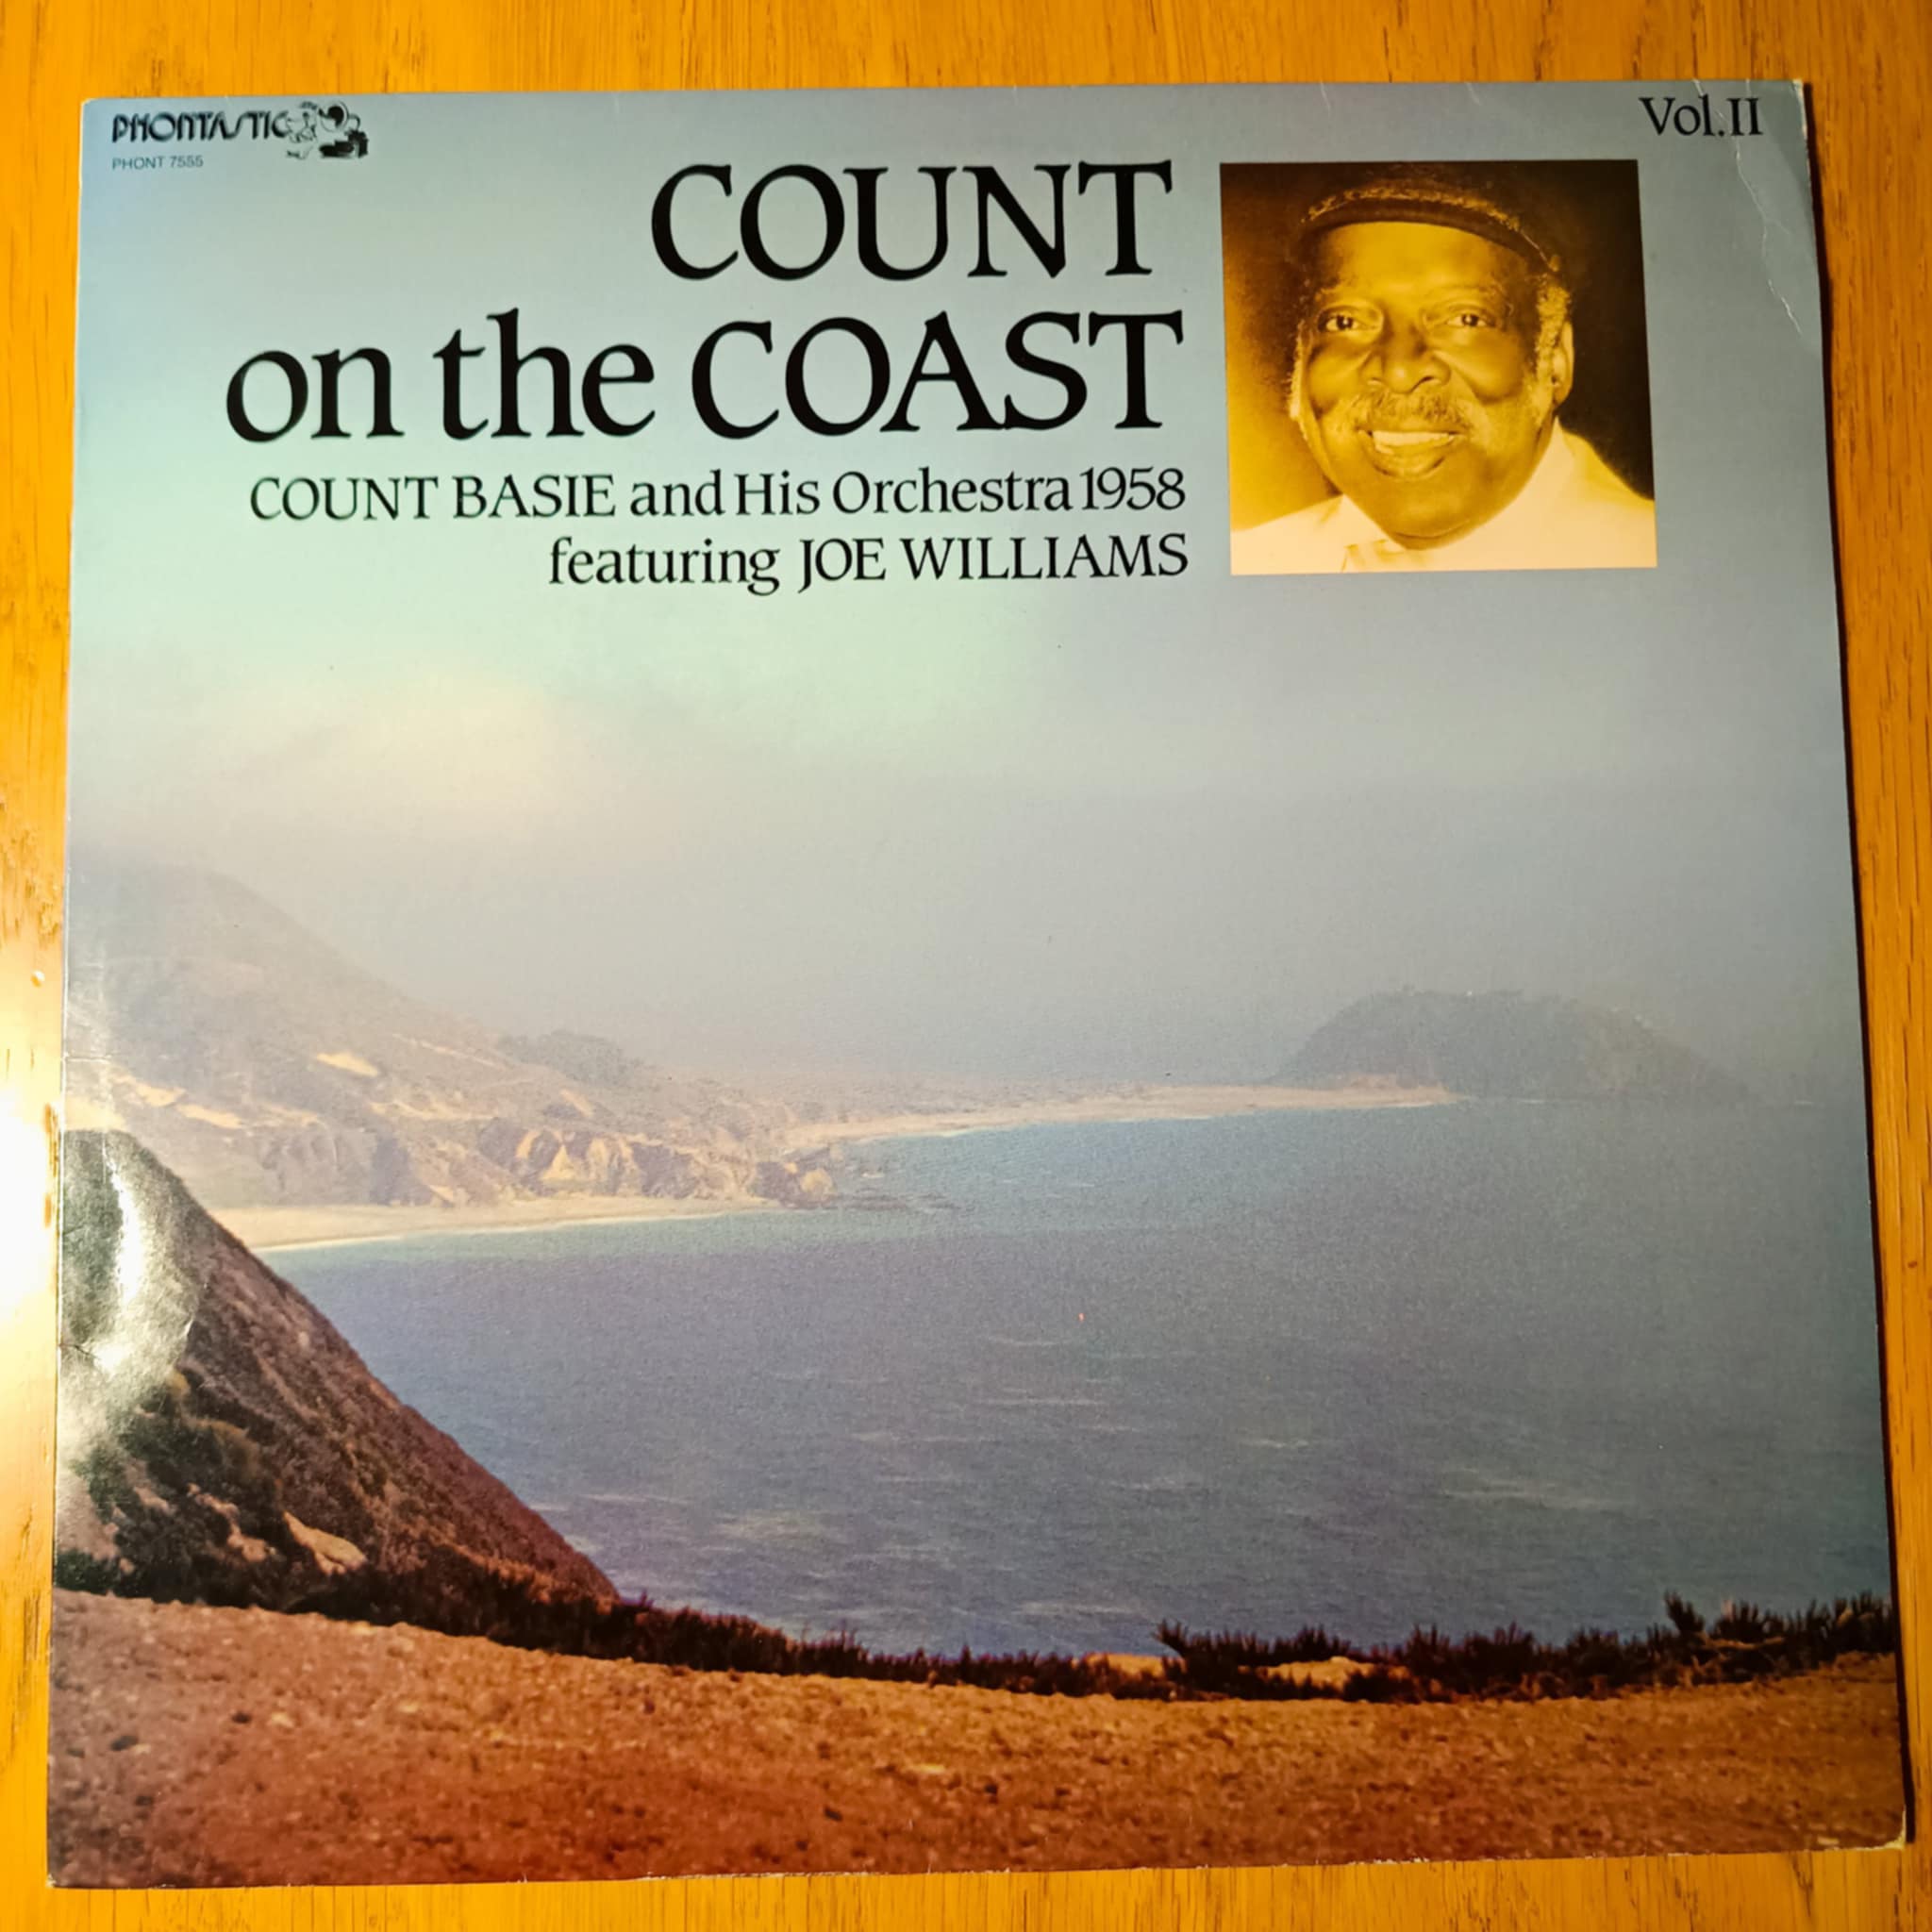 PHONTASTIC
PHONT 7555
Vol.II
COUNT
on the COAST
COUNT BASIE and His Orchestra 1958
featuring JOE WILLIAMS